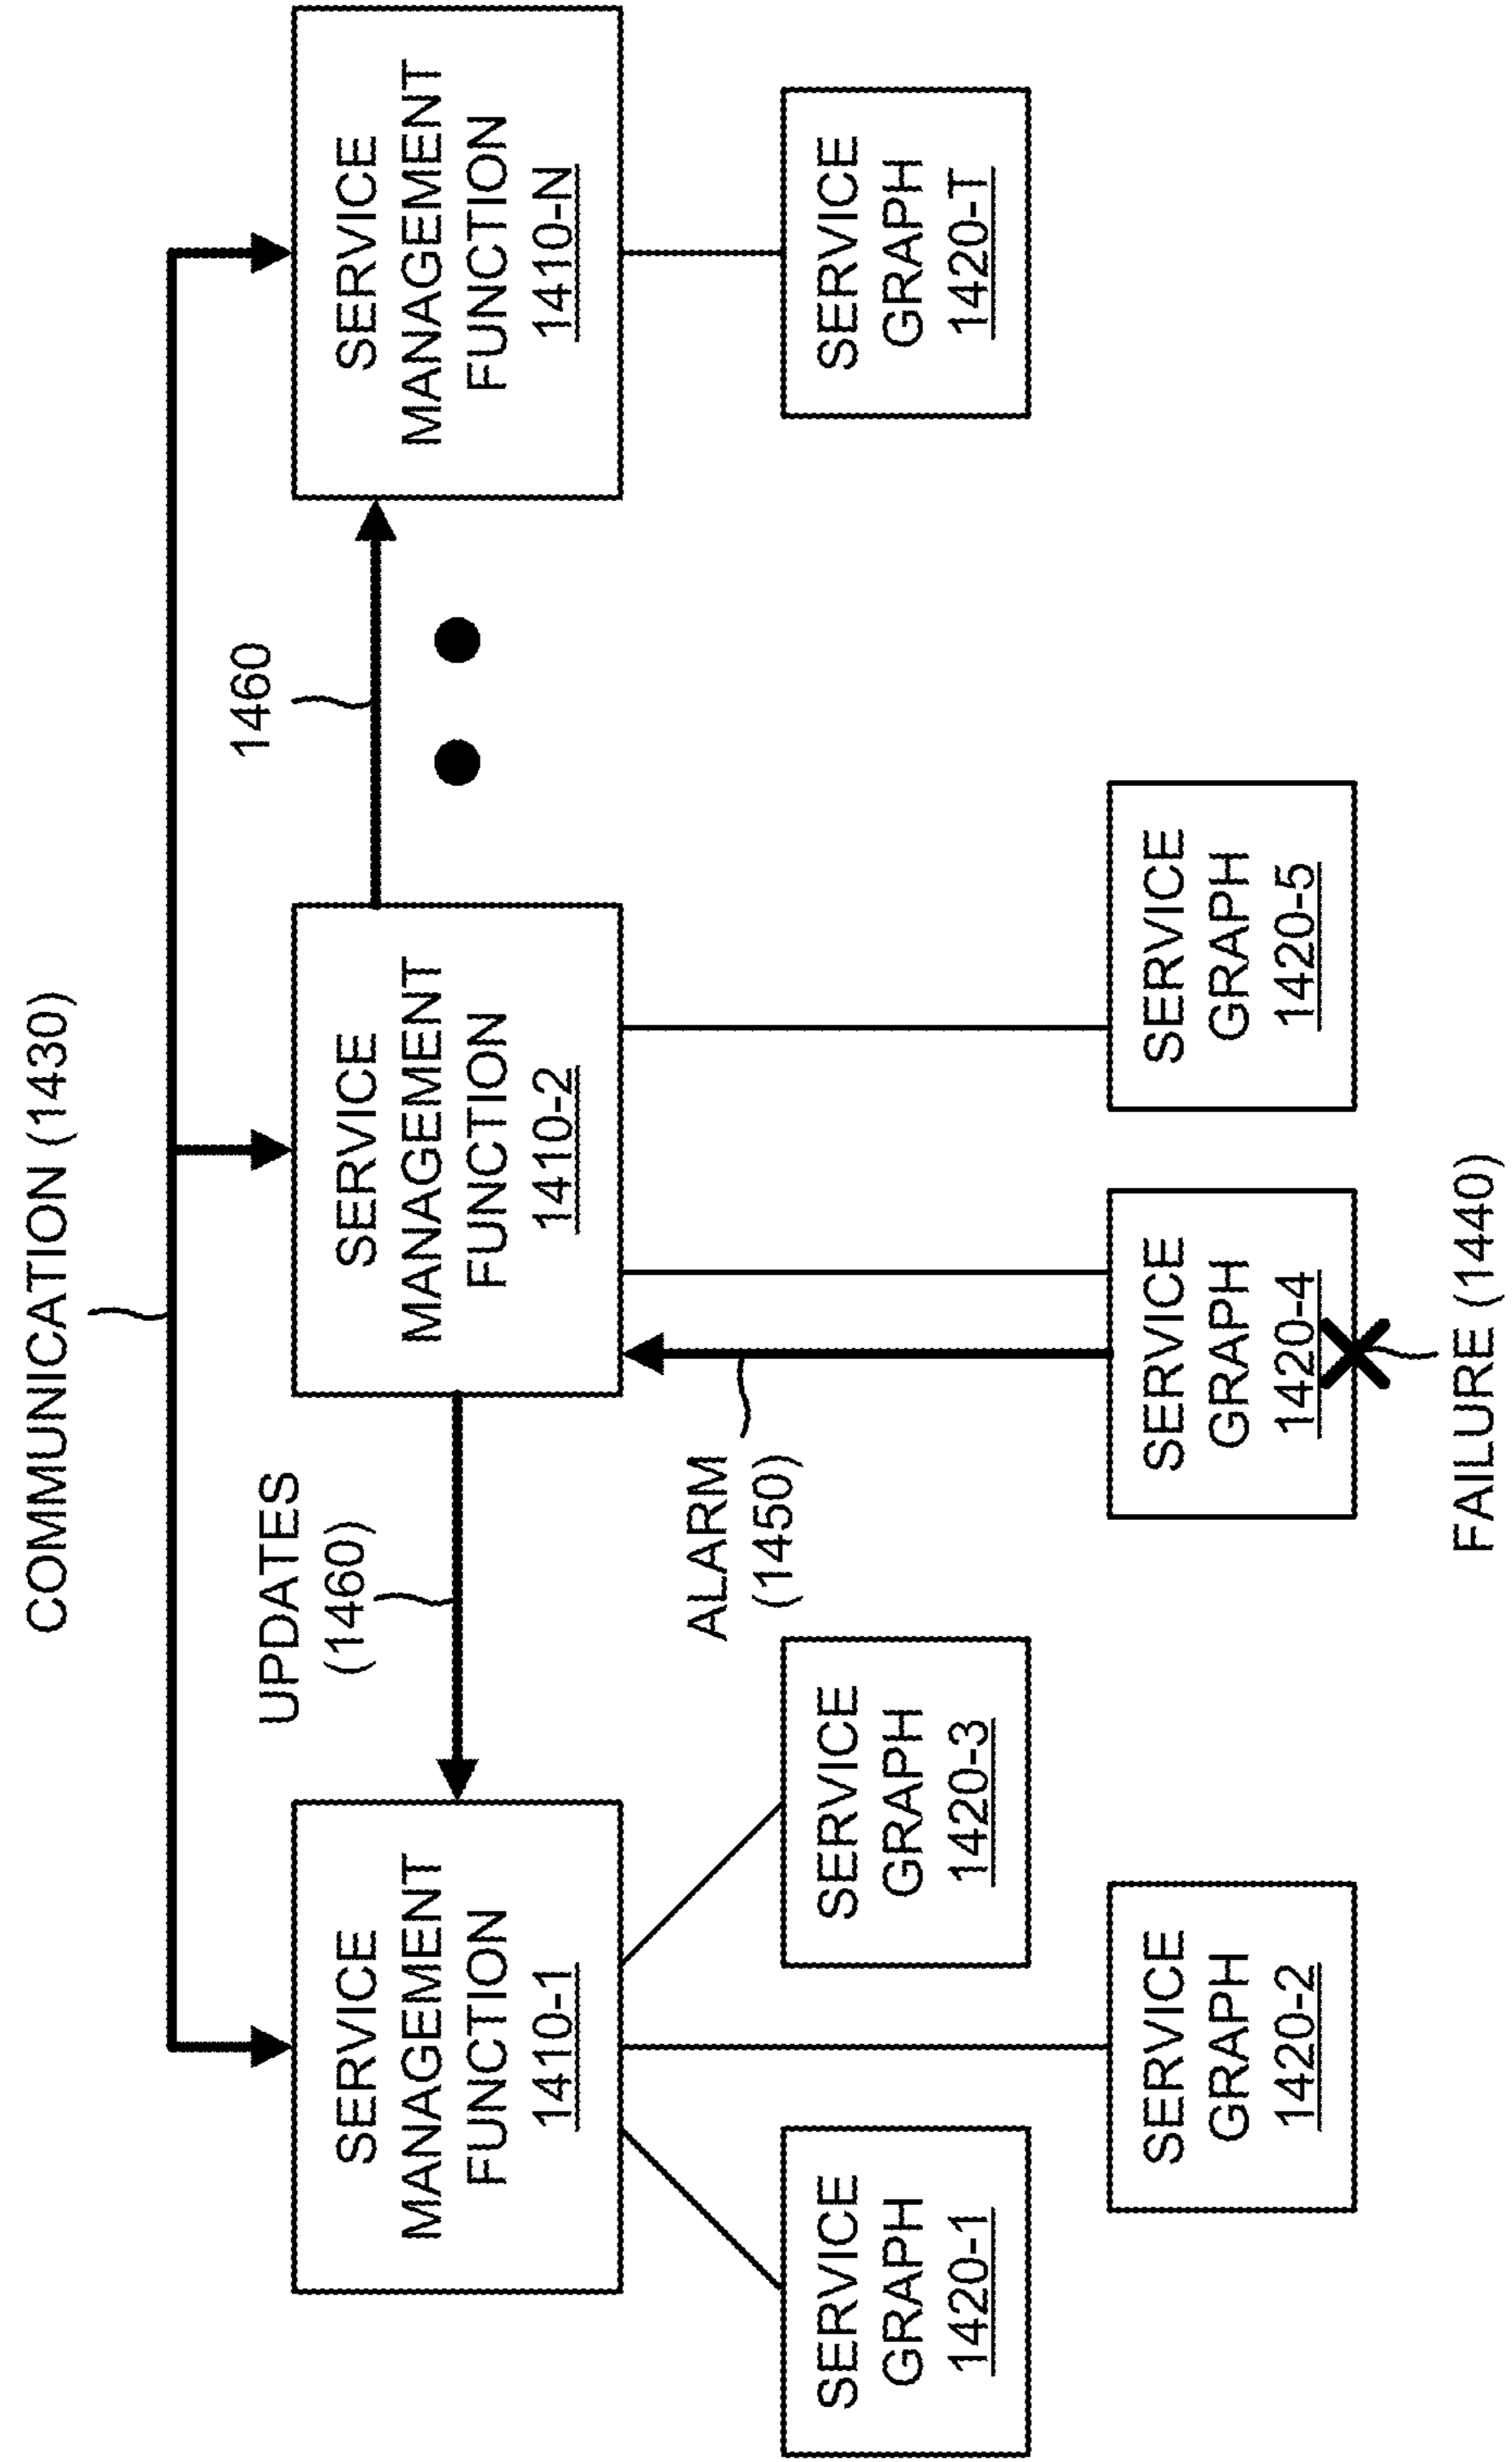 COMMUNICATION (1430)
UPDATES
(1460)
1460
SERVICE
MANAGEMENT
FUNCTION
1410-1
SERVICE
MANAGEMENT
FUNCTION
1410-2
SERVICE
MANAGEMENT
FUNCTION
1410-N
ALARM
(1450)
SERVICE
GRAPH
1420-1
SERVICE
GRAPH
1420-3
SERVICE
GRAPH
1420-T
SERVICE
GRAPH
1420-2
SERVICE
GRAPH
1420-4
SERVICE
GRAPH
1420-5
FAILURE (1440)